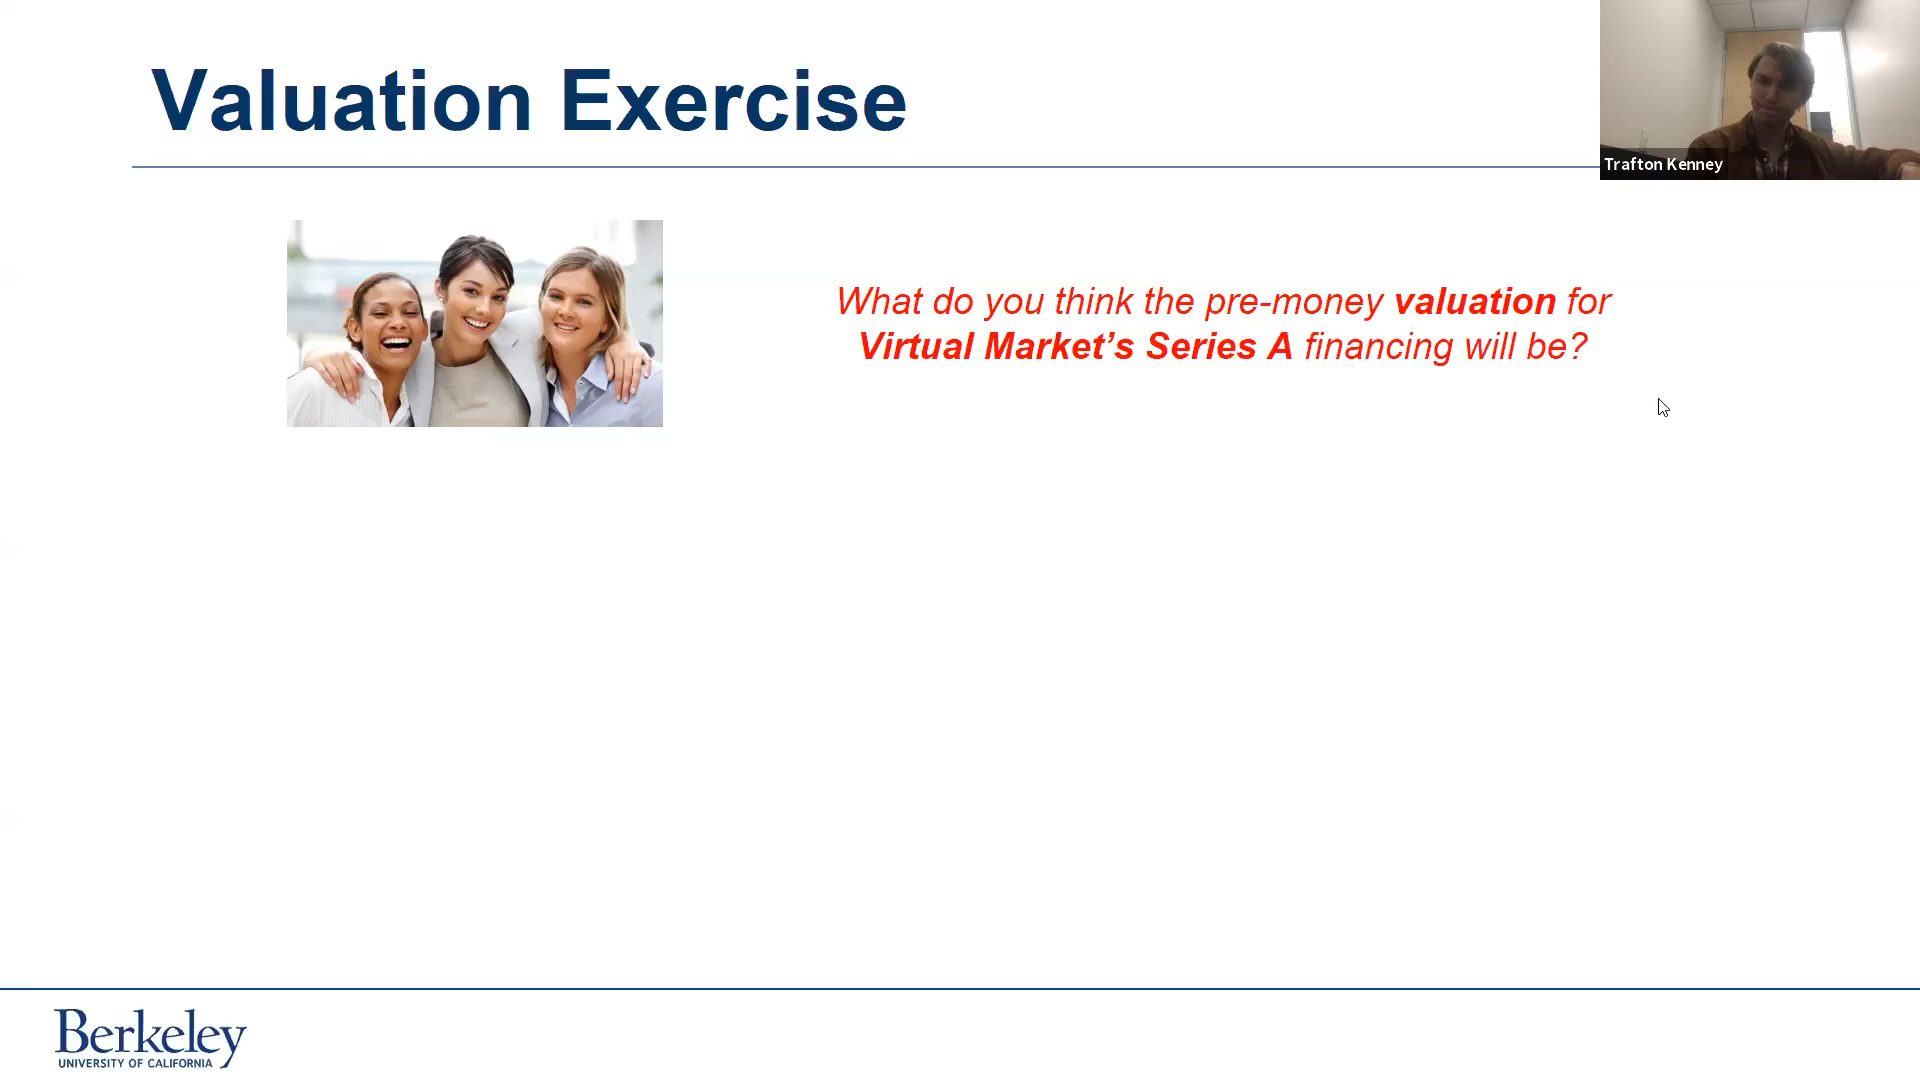 Valuation Exercise
Trafton Kenney
What do you think the pre-money valuation for
Virtual Market’s Series A financing will be?
Berkeley
UNIVERSITY OF CALIFORNIA